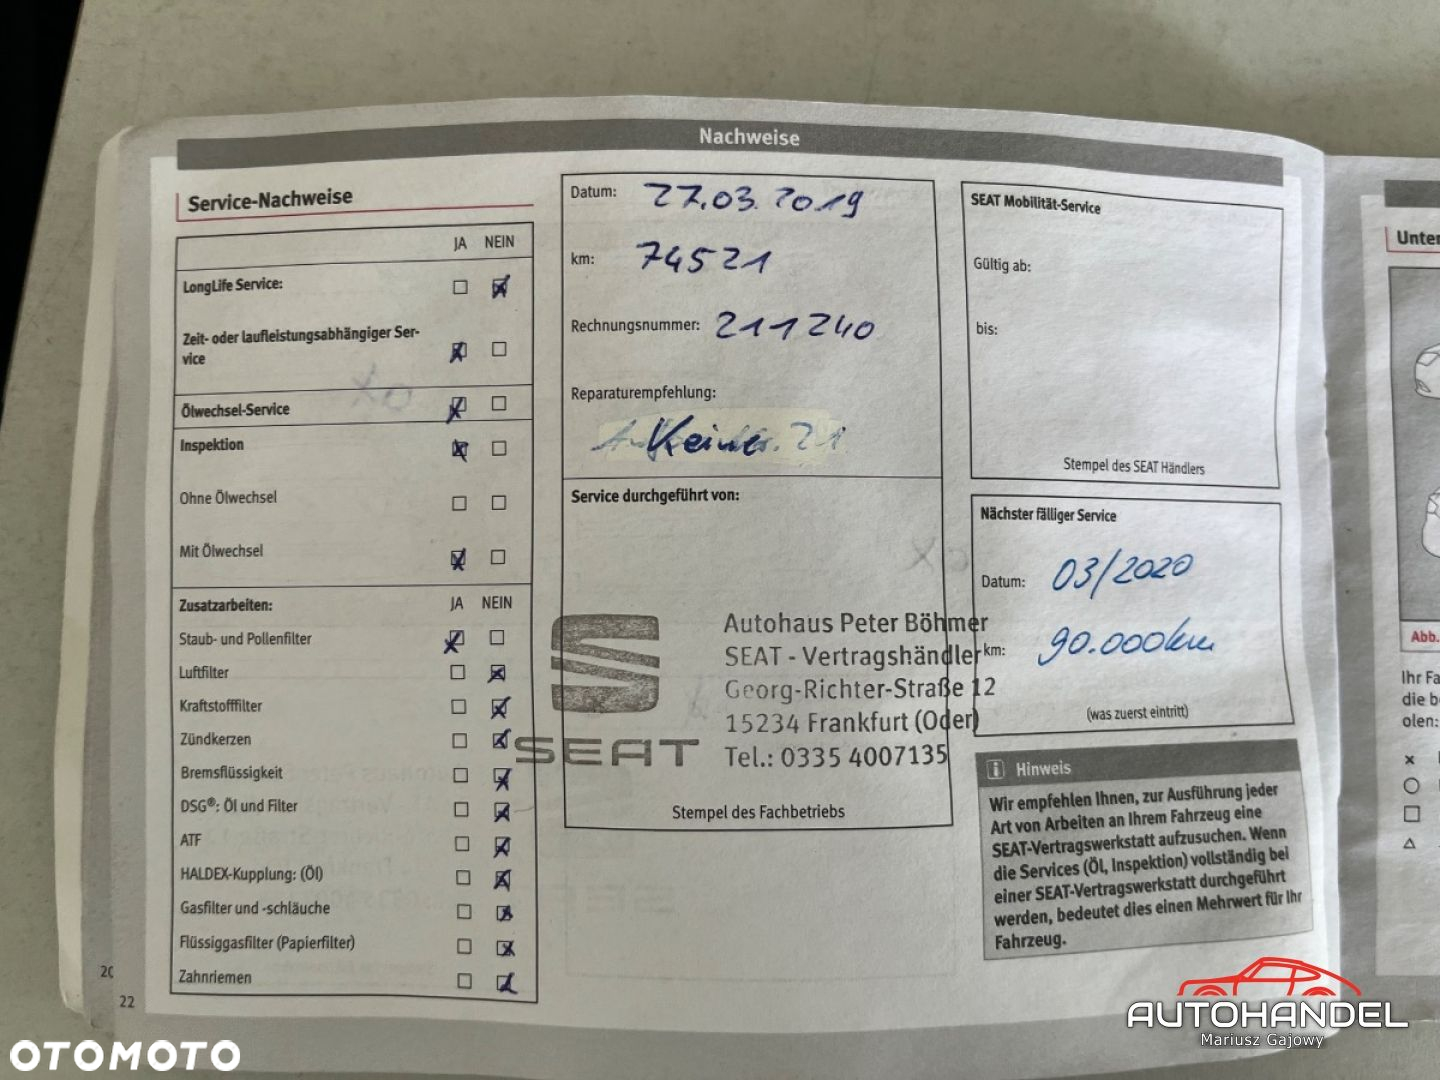 Nachweise
Service-Nachweise
JA NEIN
LongLife Service:
Zeit- oder laufleistungsabhängiger Ser-
vice
Ölwechsel-Service
Inspektion
Ohne Ölwechsel
Mit Ölwechsel
Zusatzarbeiten: JA NEIN
Staub- und Pollenfilter
Luftfilter
Kraftstofffilter
Zündkerzen
Bremsflüssigkeit
DSG®: Öl und Filter
ATF
HALDEX-Kupplung: (Öl)
Gasfilter und -schläuche
Flüssiggasfilter (Papierfilter)
Zahnriemen
20
22
Datum: 27.03.2019
km: 74521
Rechnungsnummer: 211240
Reparaturempfehlung:
Keine
Service durchgeführt von:
SEAT
Autohaus Peter Böhmer
SEAT - Vertragshändler
Georg-Richter-Straße 12
15234 Frankfurt (Oder)
Tel.: 0335 4007135
Stempel des Fachbetriebs
SEAT Mobilität-Service
Gültig ab:
bis:
Stempel des SEAT Händlers
Nächster fälliger Service
Datum: 03/2020
km: 90.000km
(was zuerst eintritt)
Hinweis
Wir empfehlen Ihnen, zur Ausführung jeder
Art von Arbeiten an Ihrem Fahrzeug eine
SEAT-Vertragswerkstatt aufzusuchen. Wenn
die Services (Öl, Inspektion) vollständig bei
einer SEAT-Vertragswerkstatt durchgeführt
werden, bedeutet dies einen Mehrwert für Ihr
Fahrzeug.
Unter
Abb.
Ihr Fa
die be
olen:
OTOMOTO
AUTOHANDEL
Mariusz Gajowy